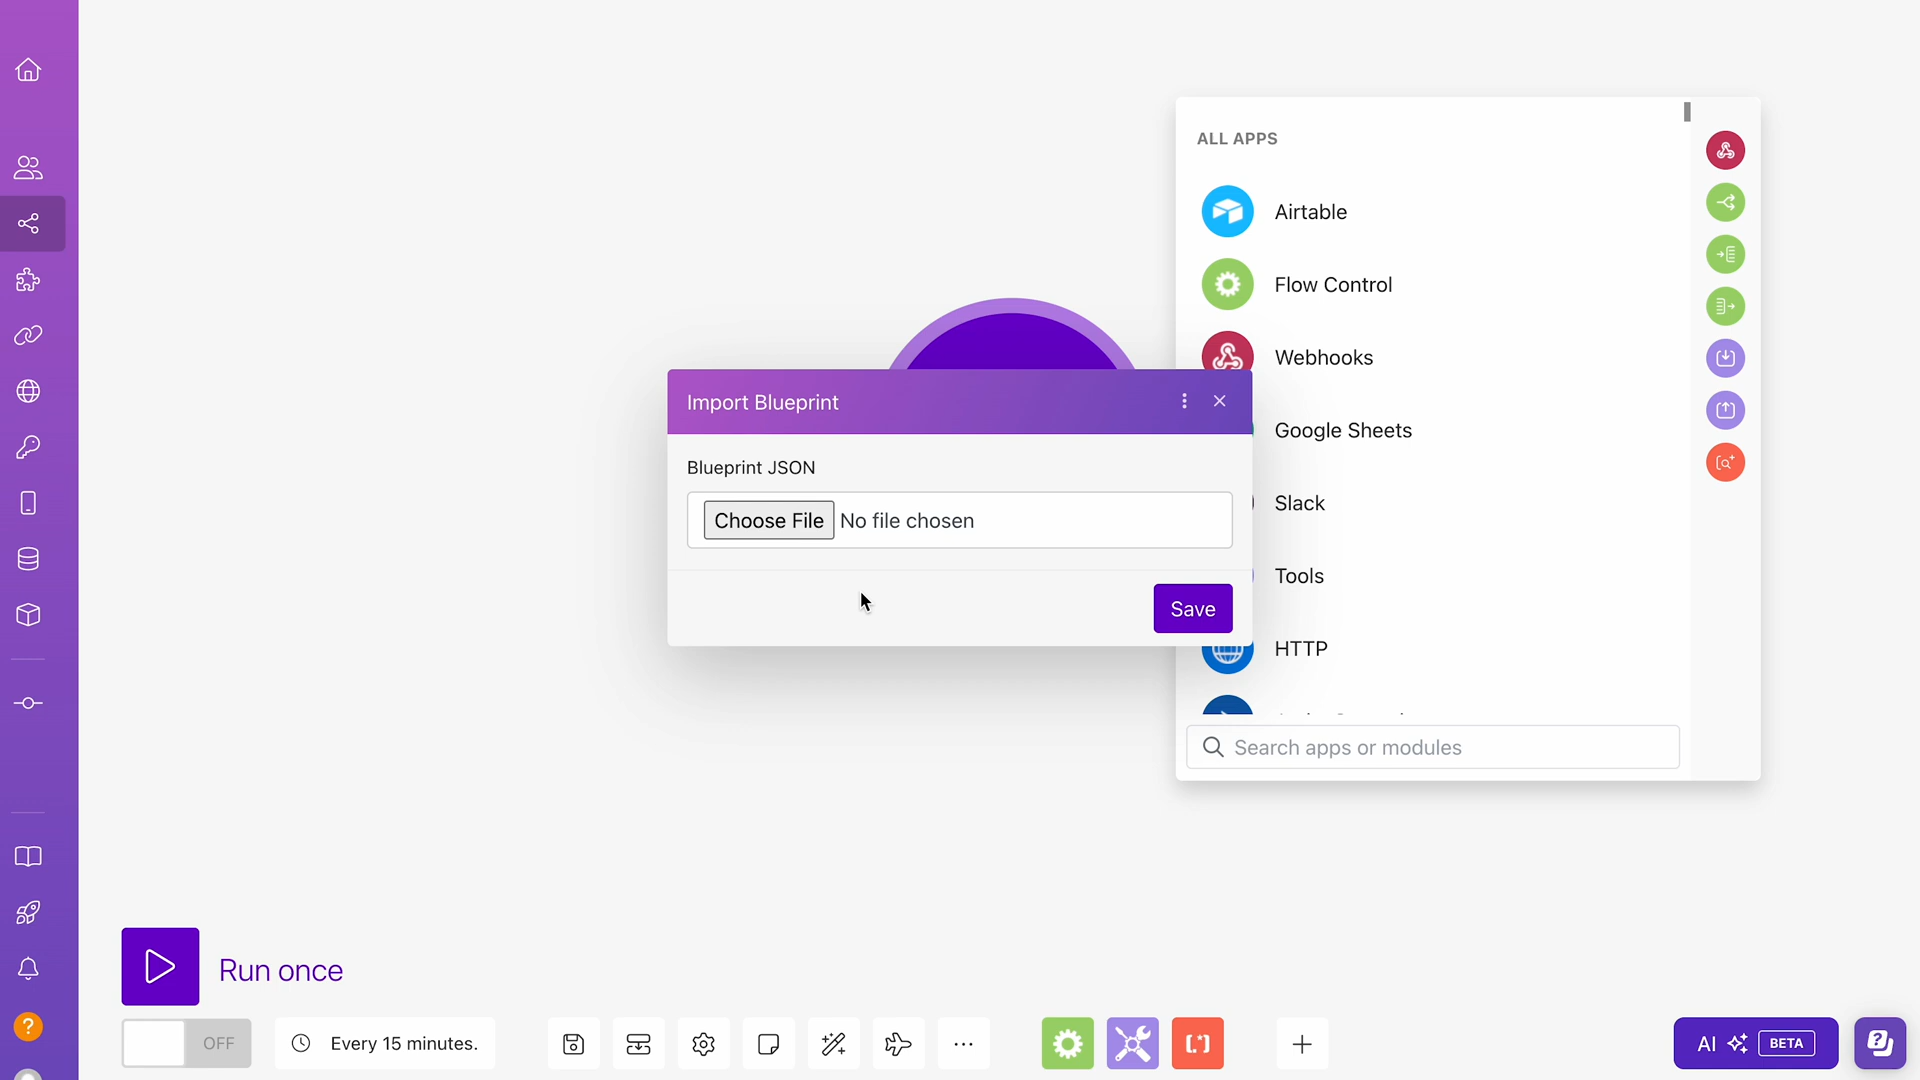 ALL APPS
Airtable
Flow Control
Webhooks
Import Blueprint
Google Sheets
Blueprint JSON
Slack
Choose File No file chosen
Tools
Save
HTTP
Search apps or modules
Run once
OFF
Every 15 minutes.
AI BETA